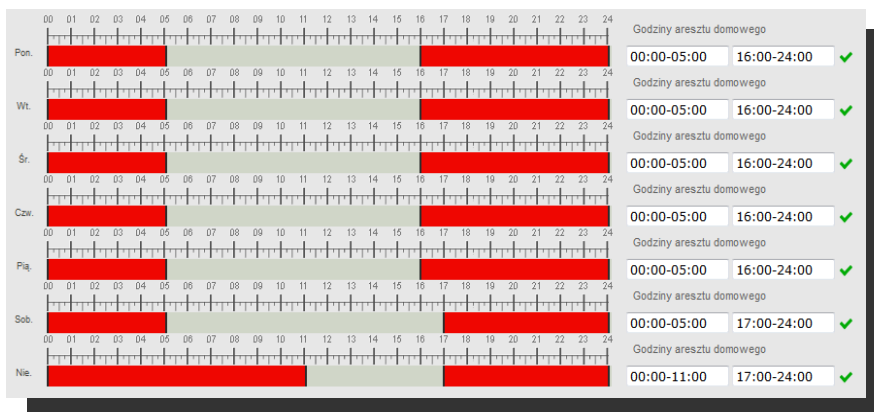 00 01 02 03 04 05 06 07 08 09 10 11 12 13 14 15 16 17 18 19 20 21 22 23 24
Godziny aresztu domowego
Pon.
00:00-05:00 16:00-24:00
00 01 02 03 04 05 06 07 08 09 10 11 12 13 14 15 16 17 18 19 20 21 22 23 24
Godziny aresztu domowego
Wt.
00:00-05:00 16:00-24:00
00 01 02 03 04 05 06 07 08 09 10 11 12 13 14 15 16 17 18 19 20 21 22 23 24
Godziny aresztu domowego
Śr.
00:00-05:00 16:00-24:00
00 01 02 03 04 05 06 07 08 09 10 11 12 13 14 15 16 17 18 19 20 21 22 23 24
Godziny aresztu domowego
Czw.
00:00-05:00 16:00-24:00
00 01 02 03 04 05 06 07 08 09 10 11 12 13 14 15 16 17 18 19 20 21 22 23 24
Godziny aresztu domowego
Pią.
00:00-05:00 16:00-24:00
00 01 02 03 04 05 06 07 08 09 10 11 12 13 14 15 16 17 18 19 20 21 22 23 24
Godziny aresztu domowego
Sob.
00:00-05:00 17:00-24:00
00 01 02 03 04 05 06 07 08 09 10 11 12 13 14 15 16 17 18 19 20 21 22 23 24
Godziny aresztu domowego
Nie.
00:00-11:00 17:00-24:00